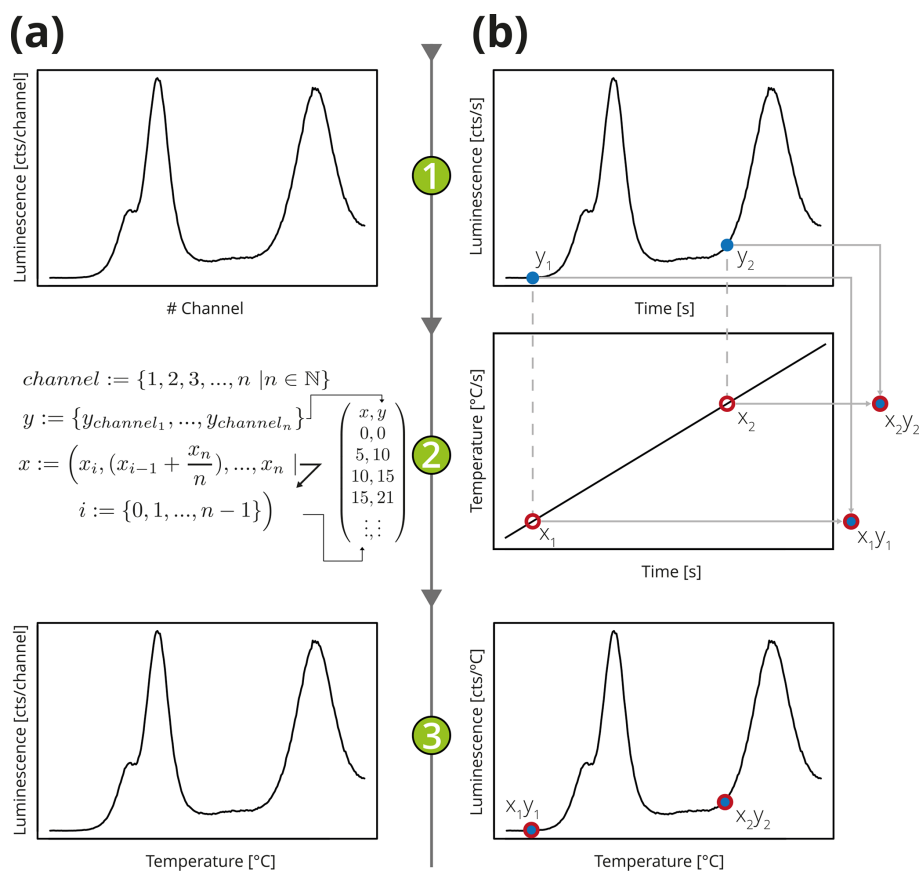 (a)
(b)
Luminescence [cts/channel]
# Channel
1
Luminescence [cts/s]
y₁
y₂
Time [s]
channel := {1, 2, 3, ..., n | n ∈ ℕ}
y := {y_channel₁, ..., y_channelₙ}
x := (xᵢ, (xᵢ₋₁ + xₙ/n), ..., xₙ |
i := {0, 1, ..., n − 1})
x, y
0, 0
5, 10
10, 15
15, 21
⋮, ⋮
2
Temperature [°C/s]
x₁
x₂
x₂y₂
x₁y₁
Time [s]
Luminescence [cts/channel]
Temperature [°C]
3
Luminescence [cts/°C]
x₁y₁
x₂y₂
Temperature [°C]